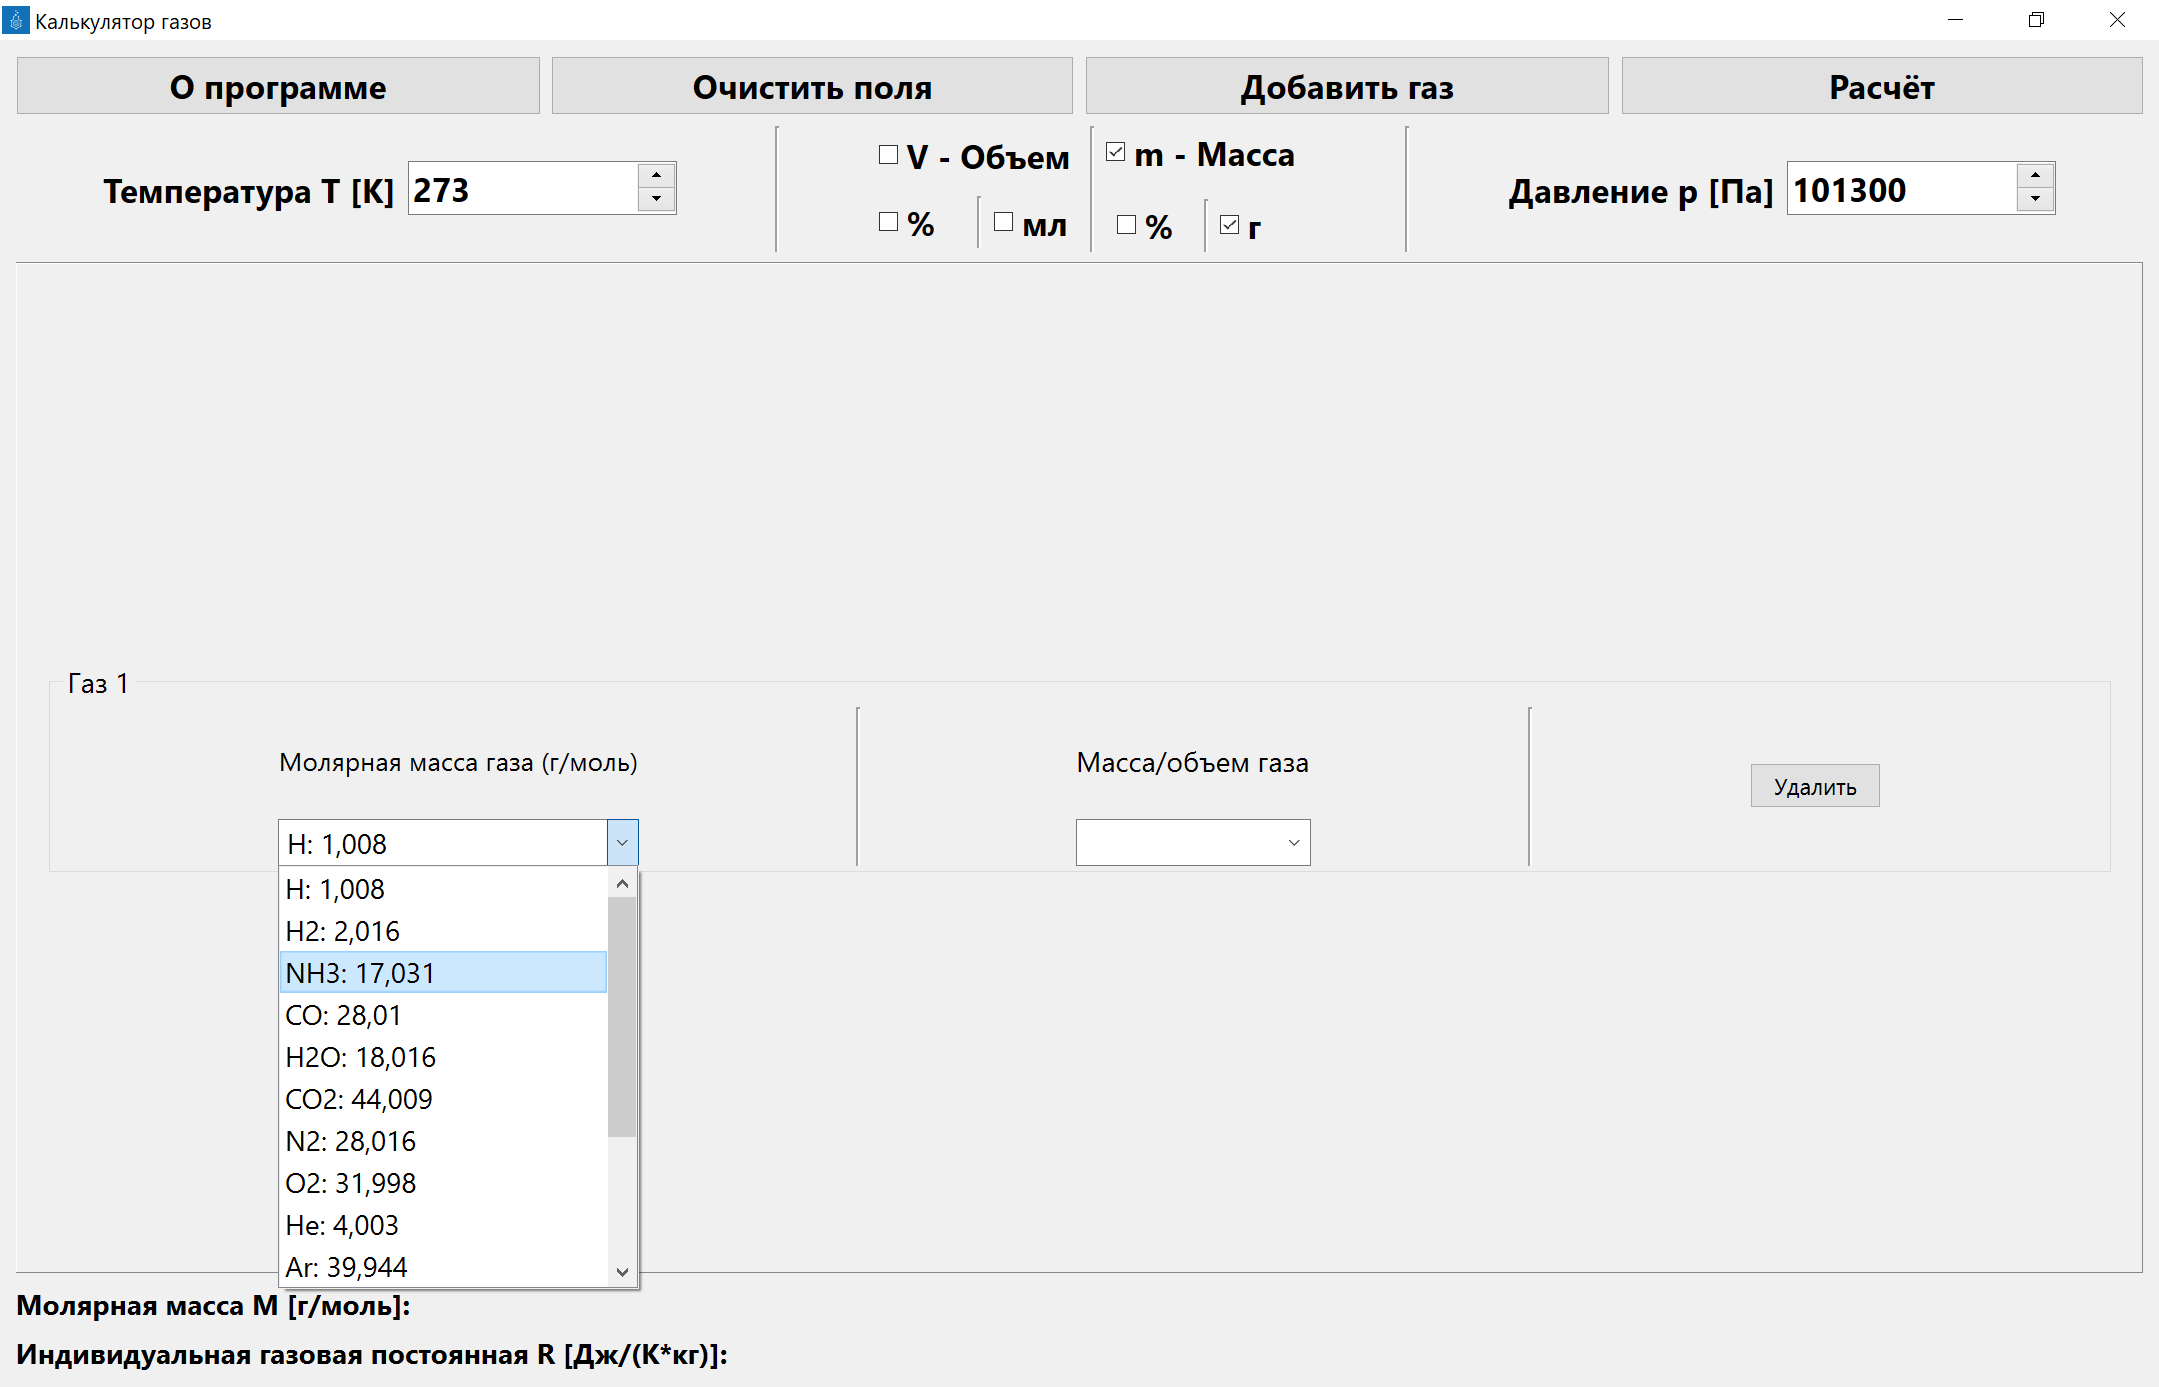 Калькулятор газов
О программе
Очистить поля
Добавить газ
Расчёт
Температура T [K]
273
V - Объем
%
мл
m - Масса
%
г
Давление p [Па]
101300
Газ 1
Молярная масса газа (г/моль)
Масса/объем газа
Удалить
H: 1,008
H: 1,008
H2: 2,016
NH3: 17,031
CO: 28,01
H2O: 18,016
CO2: 44,009
N2: 28,016
O2: 31,998
He: 4,003
Ar: 39,944
Молярная масса M [г/моль]:
Индивидуальная газовая постоянная R [Дж/(K*кг)]: